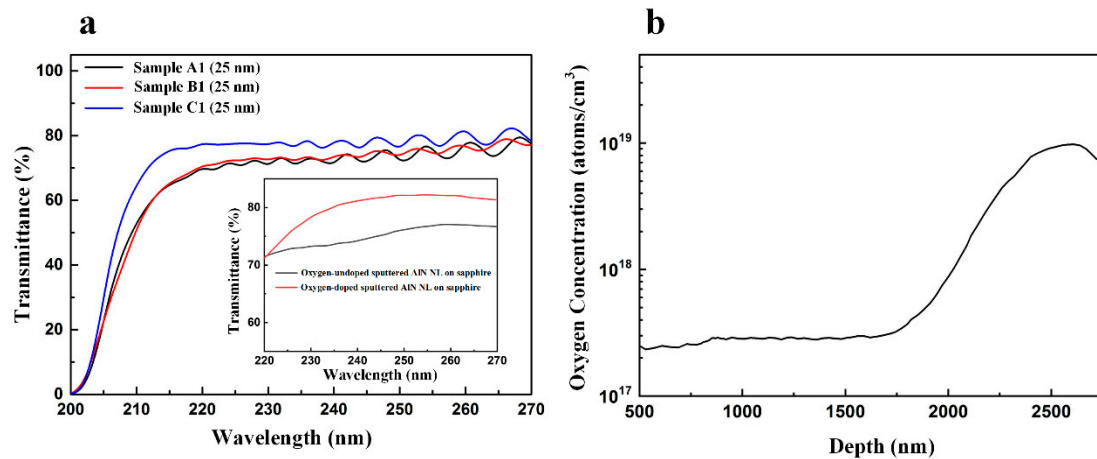 a
100
80
60
40
20
0
Transmittance (%)
Sample A1 (25 nm)
Sample B1 (25 nm)
Sample C1 (25 nm)
80
70
60
Transmittance (%)
Oxygen-undoped sputtered AlN NL on sapphire
Oxygen-doped sputtered AlN NL on sapphire
220 230 240 250 260 270
Wavelength (nm)
200 210 220 230 240 250 260 270
Wavelength (nm)
b
10^19
10^18
10^17
Oxygen Concentration (atoms/cm^3)
500 1000 1500 2000 2500
Depth (nm)